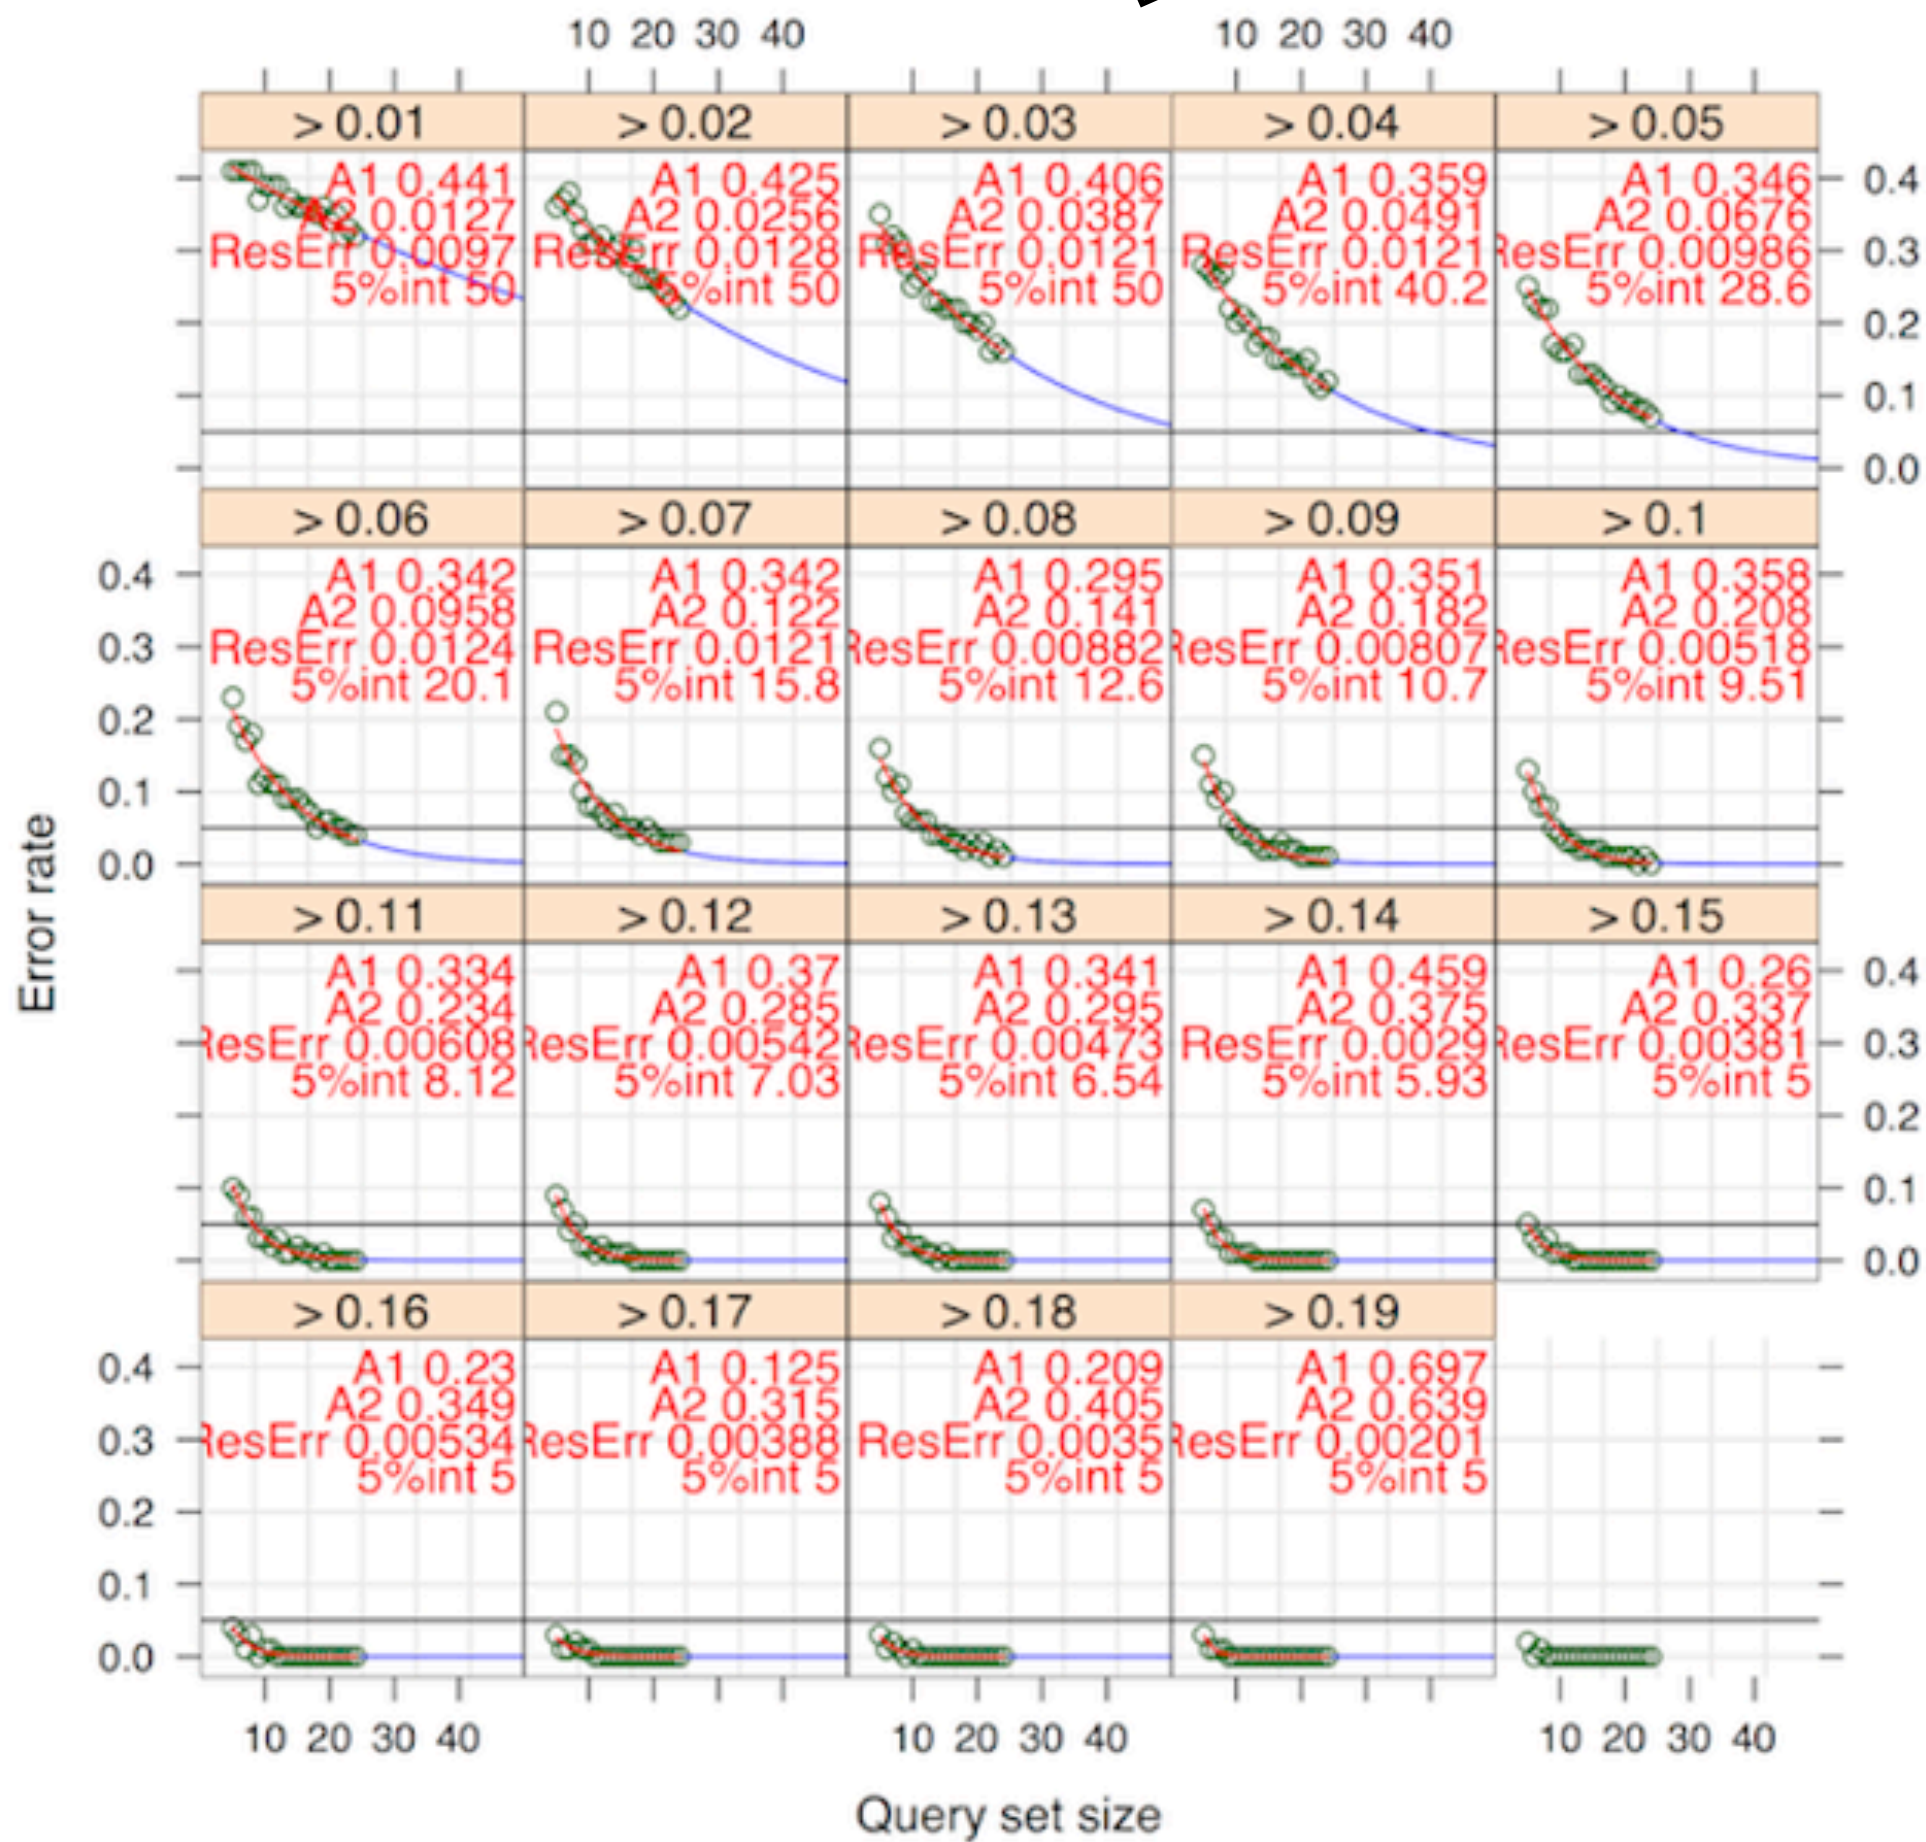 10 20 30 40 10 20 30 40
> 0.01 > 0.02 > 0.03 > 0.04 > 0.05
A1 0.441 A1 0.425 A1 0.406 A1 0.359 A1 0.346 0.4
A2 0.0127 A2 0.0256 A2 0.0387 A2 0.0491 A2 0.0676
ResErr 0.0097 ResErr 0.0128 ResErr 0.0121 ResErr 0.0121 ResErr 0.00986 0.3
5%int 50 5%int 50 5%int 50 5%int 40.2 5%int 28.6
0.2
0.1
0.0
> 0.06 > 0.07 > 0.08 > 0.09 > 0.1
0.4 A1 0.342 A1 0.342 A1 0.295 A1 0.351 A1 0.358
A2 0.0958 A2 0.122 A2 0.141 A2 0.182 A2 0.208
0.3 ResErr 0.0124 ResErr 0.0121 ResErr 0.00882 ResErr 0.00807 ResErr 0.00518
5%int 20.1 5%int 15.8 5%int 12.6 5%int 10.7 5%int 9.51
0.2
0.1
0.0
Error rate
> 0.11 > 0.12 > 0.13 > 0.14 > 0.15
A1 0.334 A1 0.37 A1 0.341 A1 0.459 A1 0.26 0.4
A2 0.234 A2 0.285 A2 0.295 A2 0.375 A2 0.337
ResErr 0.00608 ResErr 0.00542 ResErr 0.00473 ResErr 0.0029 ResErr 0.00381 0.3
5%int 8.12 5%int 7.03 5%int 6.54 5%int 5.93 5%int 5
0.2
0.1
0.0
> 0.16 > 0.17 > 0.18 > 0.19
0.4 A1 0.23 A1 0.125 A1 0.209 A1 0.697
A2 0.349 A2 0.315 A2 0.405 A2 0.639
0.3 ResErr 0.00534 ResErr 0.00388 ResErr 0.0035 ResErr 0.00201
5%int 5 5%int 5 5%int 5 5%int 5
0.2
0.1
0.0
10 20 30 40 10 20 30 40 10 20 30 40
Query set size